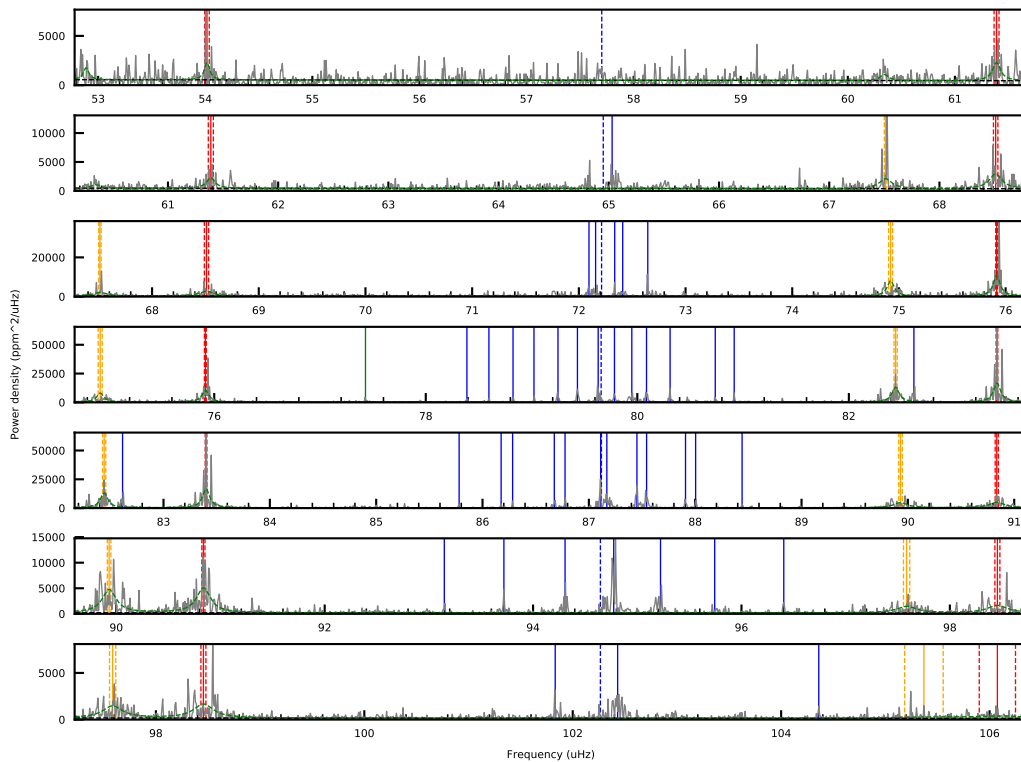 5000
0
53 54 55 56 57 58 59 60 61
10000
5000
0
61 62 63 64 65 66 67 68
20000
0
68 69 70 71 72 73 74 75 76
Power density (ppm^2/uHz)
50000
25000
0
76 78 80 82
50000
25000
0
83 84 85 86 87 88 89 90 91
15000
10000
5000
0
90 92 94 96 98
5000
0
98 100 102 104 106
Frequency (uHz)